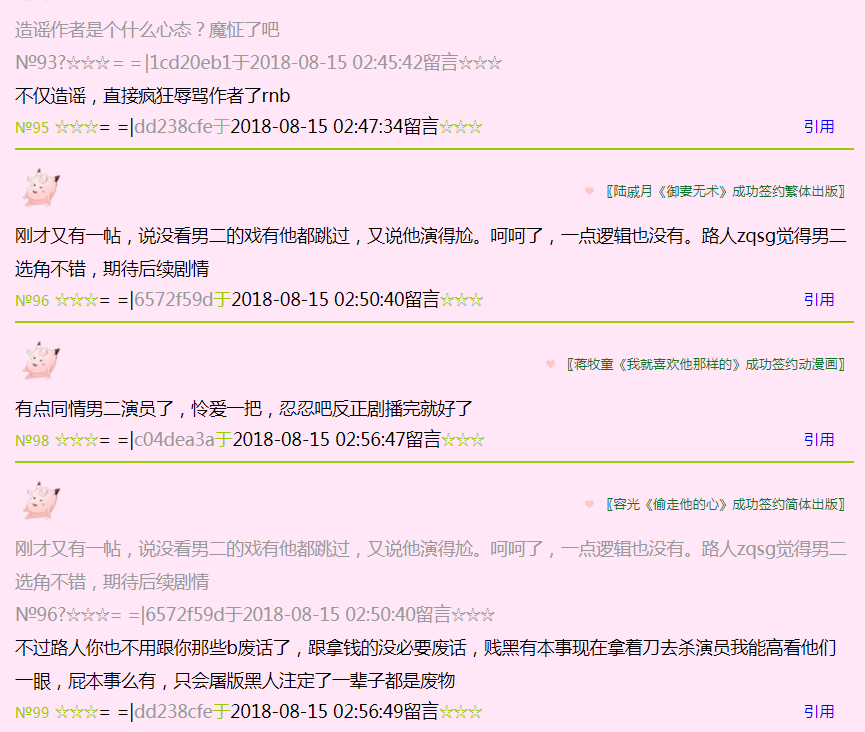 造谣作者是个什么心态？魔怔了吧
№93?☆☆☆= =|1cd20eb1于2018-08-15 02:45:42留言☆☆☆
不仅造谣，直接疯狂辱骂作者了rnb
№95 ☆☆☆= =|dd238cfe于2018-08-15 02:47:34留言☆☆☆ 引用
♥ 〖陆戚月《御妻无术》成功签约繁体出版〗
刚才又有一帖，说没看男二的戏有他都跳过，又说他演得尬。呵呵了，一点逻辑也没有。路人zqsg觉得男二
选角不错，期待后续剧情
№96 ☆☆☆= =|6572f59d于2018-08-15 02:50:40留言☆☆☆ 引用
♥ 〖蒋牧童《我就喜欢他那样的》成功签约动漫画〗
有点同情男二演员了，怜爱一把，忍忍吧反正剧播完就好了
№98 ☆☆☆= =|c04dea3a于2018-08-15 02:56:47留言☆☆☆ 引用
♥ 〖容光《偷走他的心》成功签约简体出版〗
刚才又有一帖，说没看男二的戏有他都跳过，又说他演得尬。呵呵了，一点逻辑也没有。路人zqsg觉得男二
选角不错，期待后续剧情
№96?☆☆☆= =|6572f59d于2018-08-15 02:50:40留言☆☆☆
不过路人你也不用跟你那些b废话了，跟拿钱的没必要废话，贱黑有本事现在拿着刀去杀演员我能高看他们
一眼，屁本事么有，只会屠版黑人注定了一辈子都是废物
№99 ☆☆☆= =|dd238cfe于2018-08-15 02:56:49留言☆☆☆ 引用